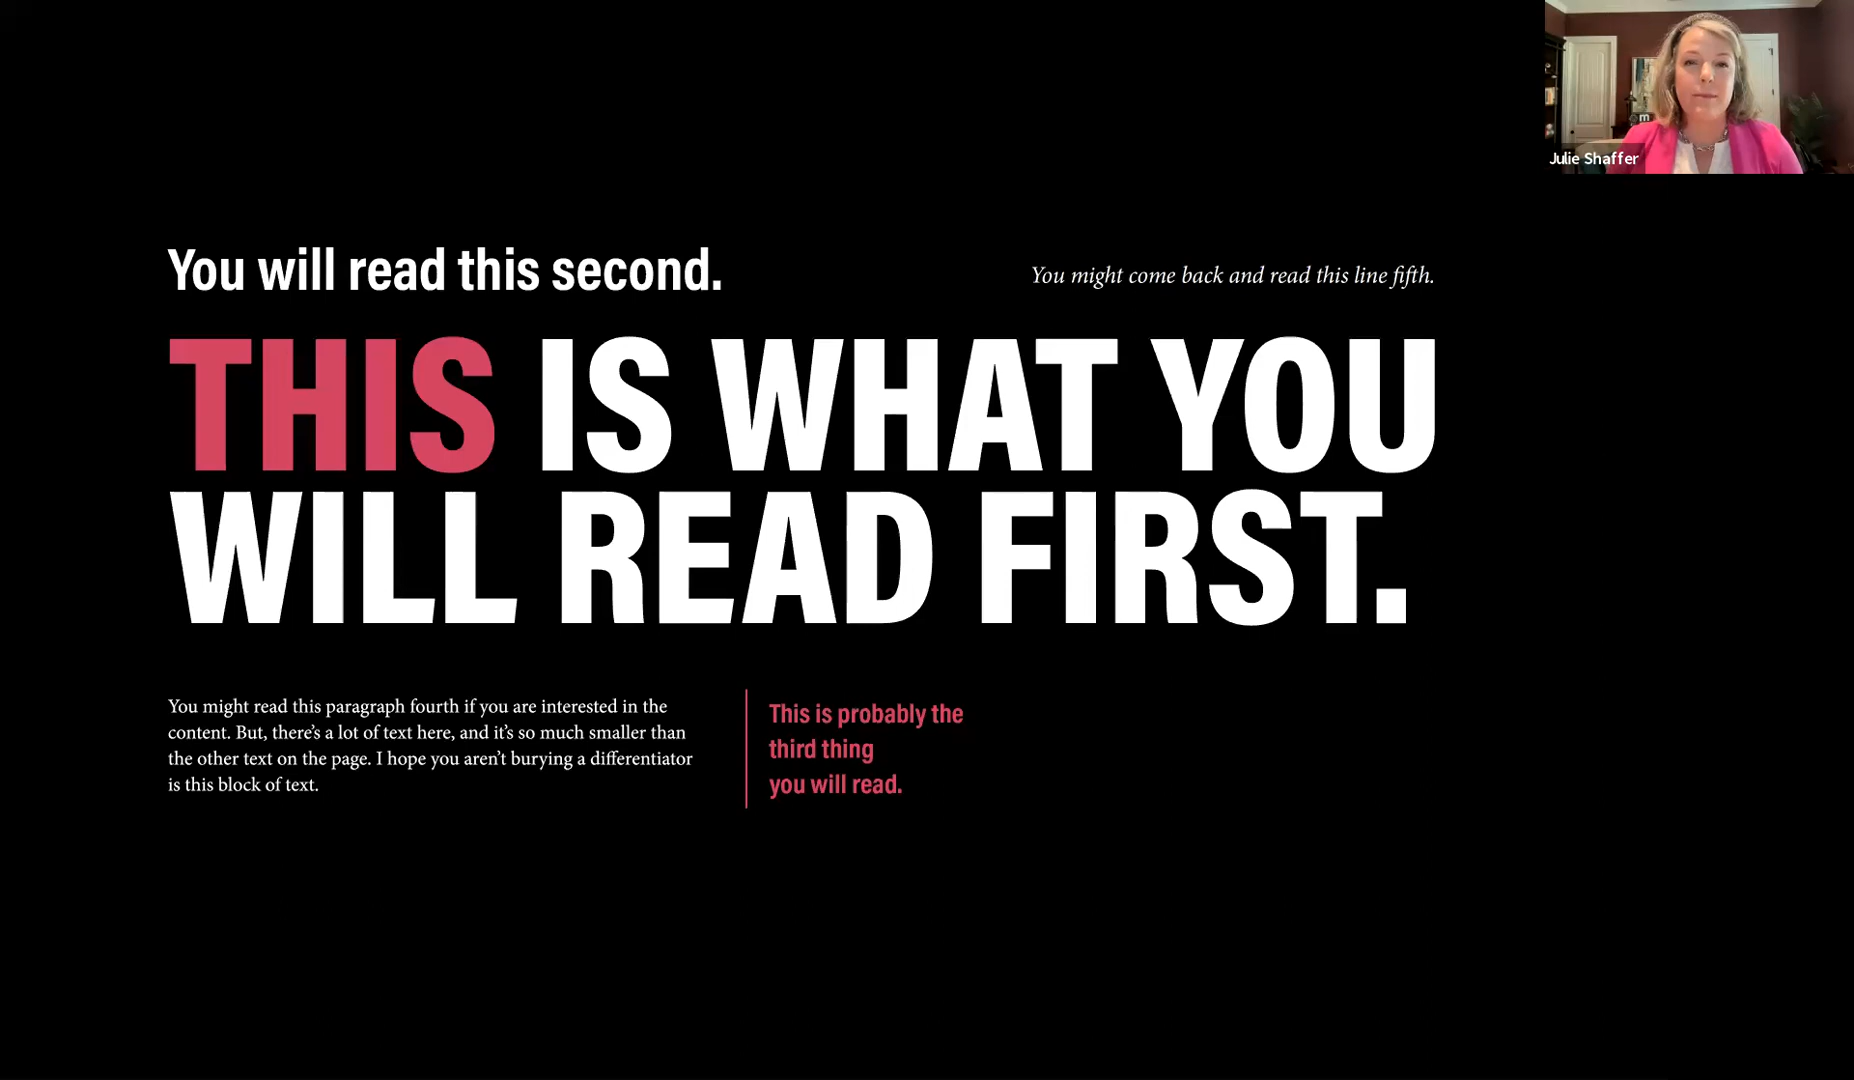 Julie Shaffer
You will read this second.
You might come back and read this line fifth.
THIS IS WHAT YOU
WILL READ FIRST.
You might read this paragraph fourth if you are interested in the
content. But, there's a lot of text here, and it's so much smaller than
the other text on the page. I hope you aren't burying a differentiator
is this block of text.
This is probably the
third thing
you will read.